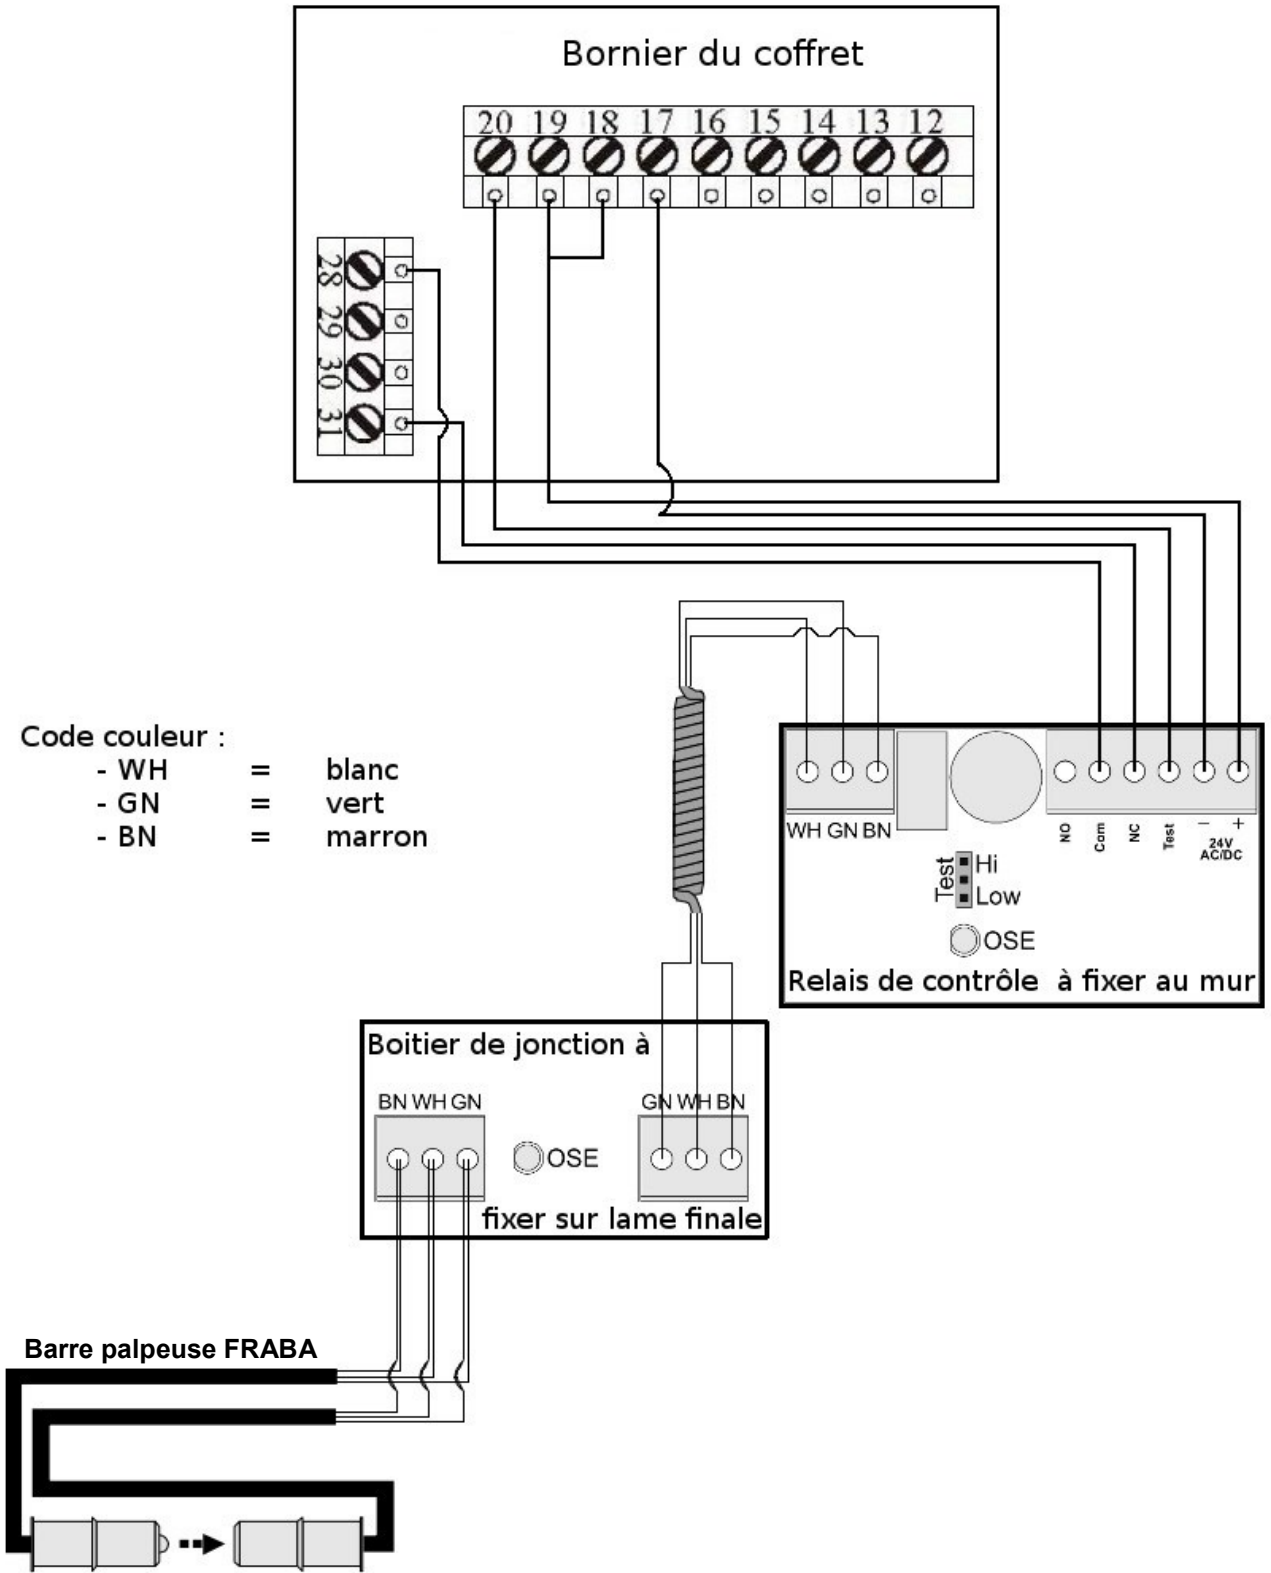 Bornier du coffret
20 19 18 17 16 15 14 13 12
28
29
30
31
Code couleur :
- WH = blanc
- GN = vert
- BN = marron
WH GN BN
NO Com NC Test - +
24V
AC/DC
Test
Hi
Low
OSE
Relais de contrôle à fixer au mur
Boitier de jonction à
BN WH GN
GN WH BN
OSE
fixer sur lame finale
Barre palpeuse FRABA